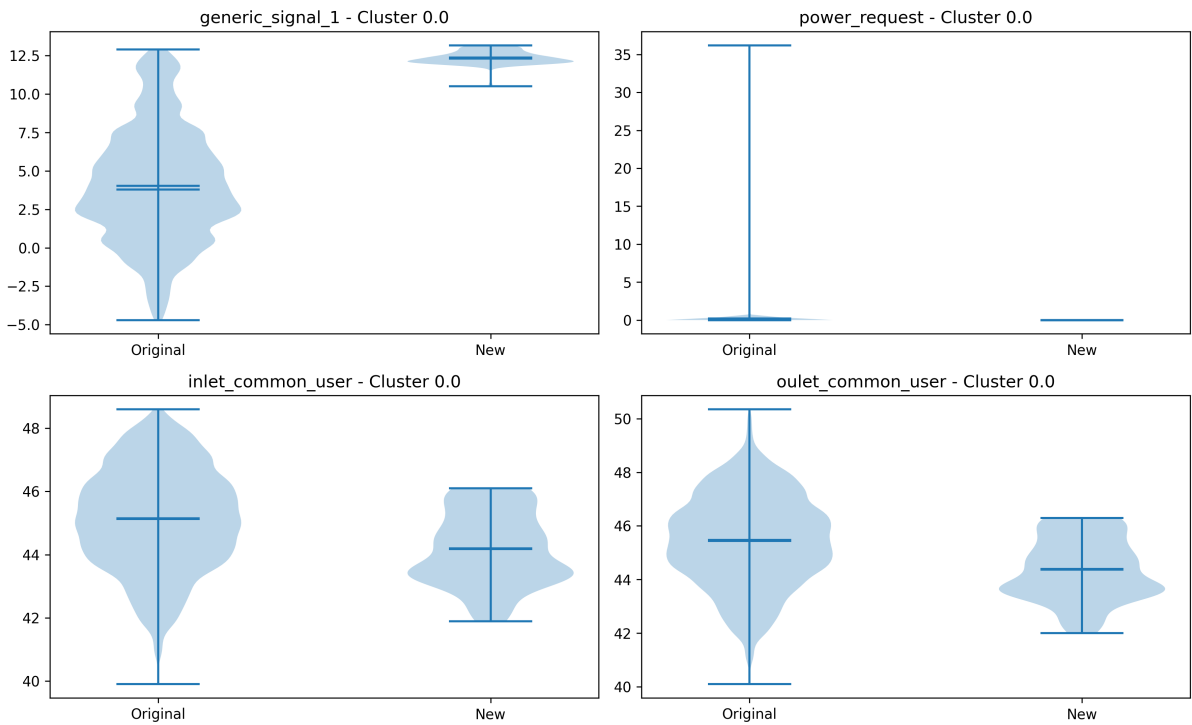 generic_signal_1 - Cluster 0.0
12.5
10.0
7.5
5.0
2.5
0.0
−2.5
−5.0
Original
New
power_request - Cluster 0.0
35
30
25
20
15
10
5
0
Original
New
inlet_common_user - Cluster 0.0
48
46
44
42
40
Original
New
oulet_common_user - Cluster 0.0
50
48
46
44
42
40
Original
New